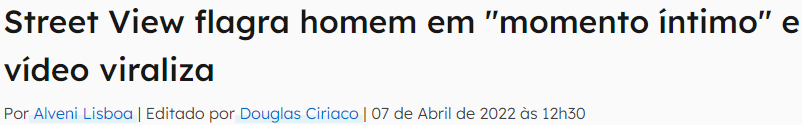 Street View flagra homem em "momento íntimo" e
vídeo viraliza
Por Alveni Lisboa | Editado por Douglas Ciriaco | 07 de Abril de 2022 às 12h30